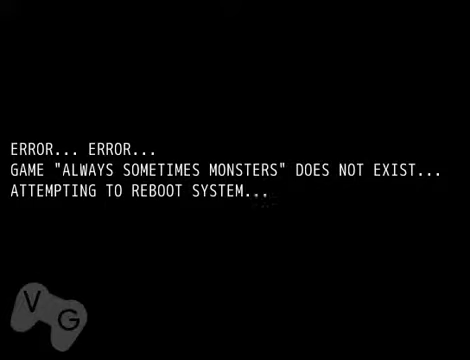 ERROR... ERROR...
GAME "ALWAYS SOMETIMES MONSTERS" DOES NOT EXIST...
ATTEMPTING TO REBOOT SYSTEM...
V
G